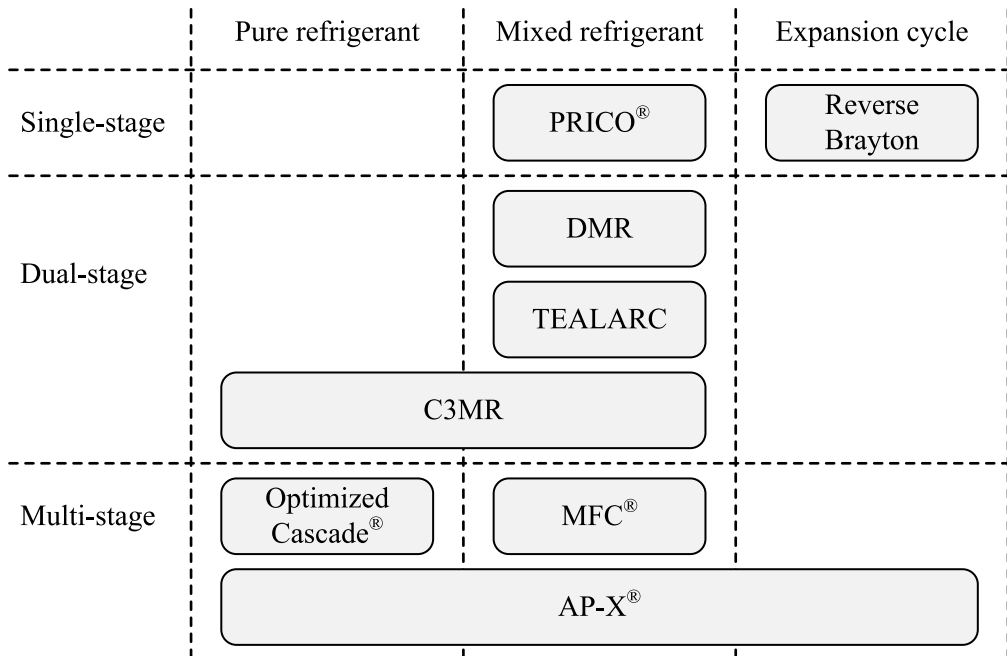 Pure refrigerant Mixed refrigerant Expansion cycle
Single-stage PRICO® Reverse
Brayton
DMR
Dual-stage
TEALARC
C3MR
Multi-stage Optimized
Cascade® MFC®
AP-X®